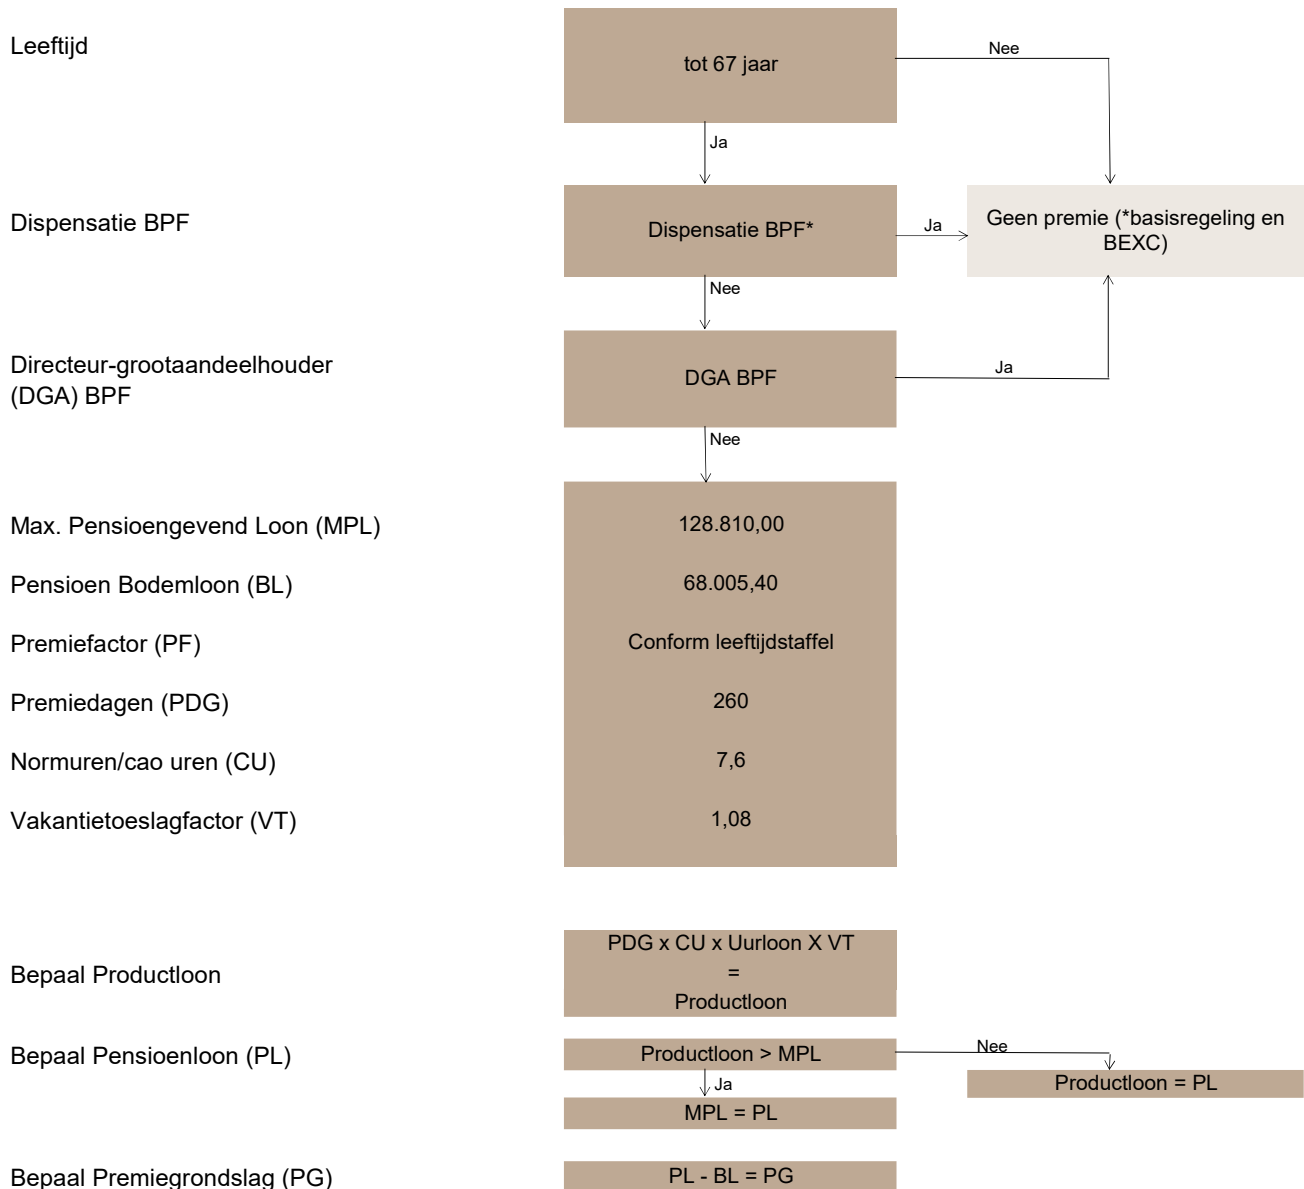 Leeftijd
tot 67 jaar
Nee
Ja
Dispensatie BPF
Dispensatie BPF*
Ja
Geen premie (*basisregeling en
BEXC)
Nee
Directeur-grootaandeelhouder
(DGA) BPF
DGA BPF
Ja
Nee
Max. Pensioengevend Loon (MPL)
128.810,00
Pensioen Bodemloon (BL)
68.005,40
Premiefactor (PF)
Conform leeftijdstaffel
Premiedagen (PDG)
260
Normuren/cao uren (CU)
7,6
Vakantietoeslagfactor (VT)
1,08
Bepaal Productloon
PDG x CU x Uurloon X VT
=
Productloon
Bepaal Pensioenloon (PL)
Productloon > MPL
Nee
Productloon = PL
Ja
MPL = PL
Bepaal Premiegrondslag (PG)
PL - BL = PG